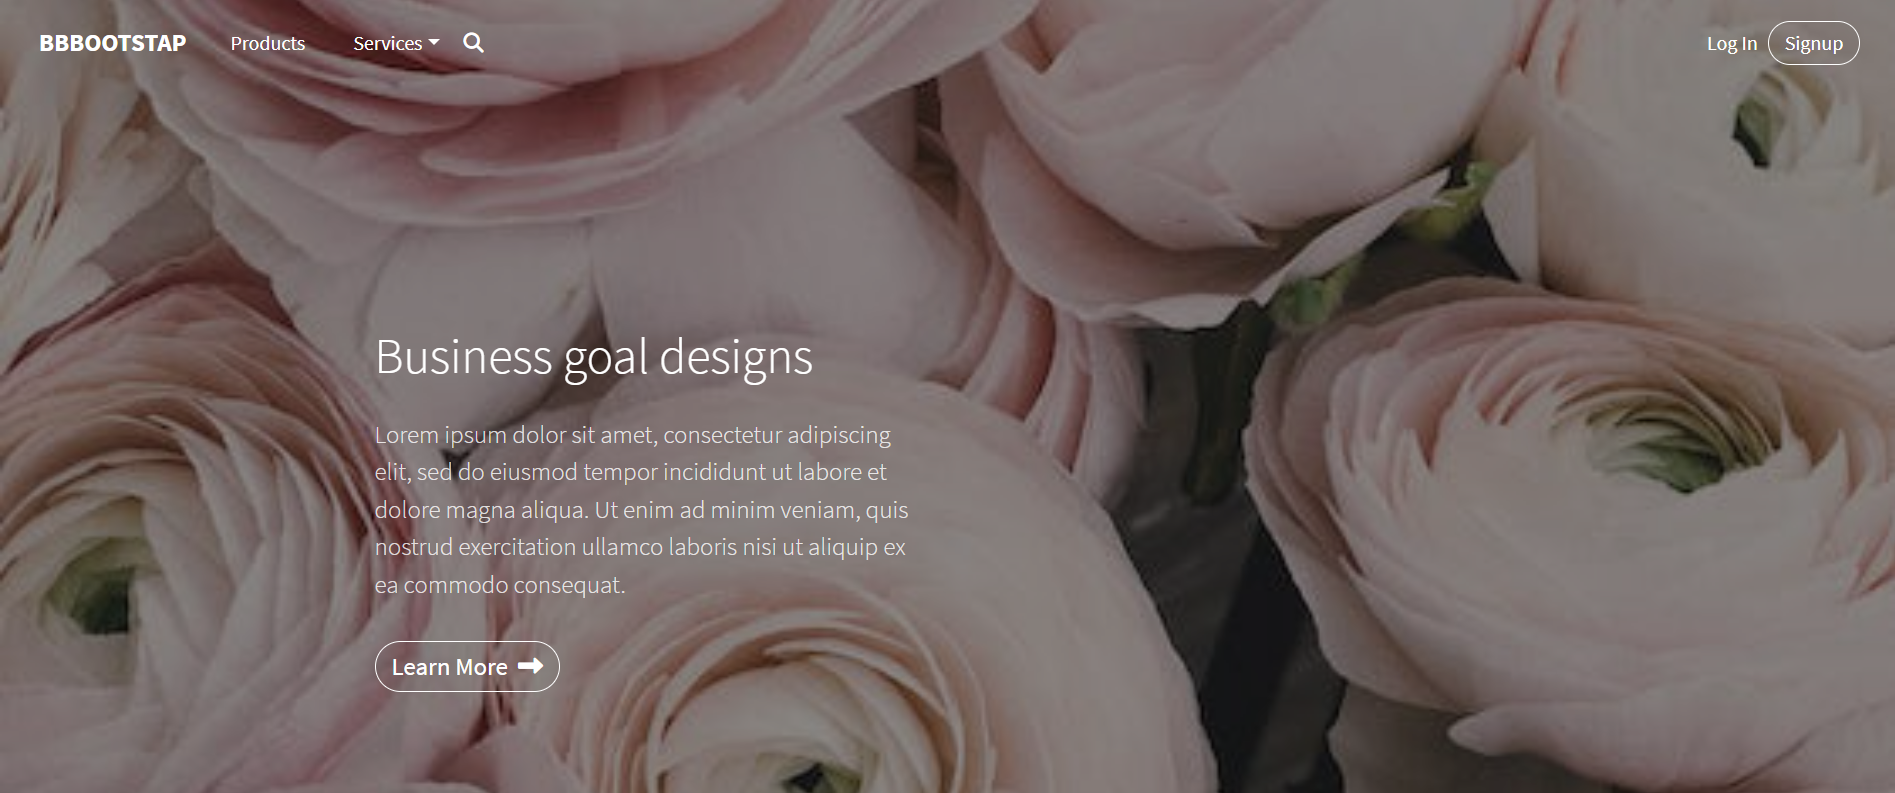 BBBOOTSTAP Products Services Log In Signup
Business goal designs
Lorem ipsum dolor sit amet, consectetur adipiscing
elit, sed do eiusmod tempor incididunt ut labore et
dolore magna aliqua. Ut enim ad minim veniam, quis
nostrud exercitation ullamco laboris nisi ut aliquip ex
ea commodo consequat.
Learn More